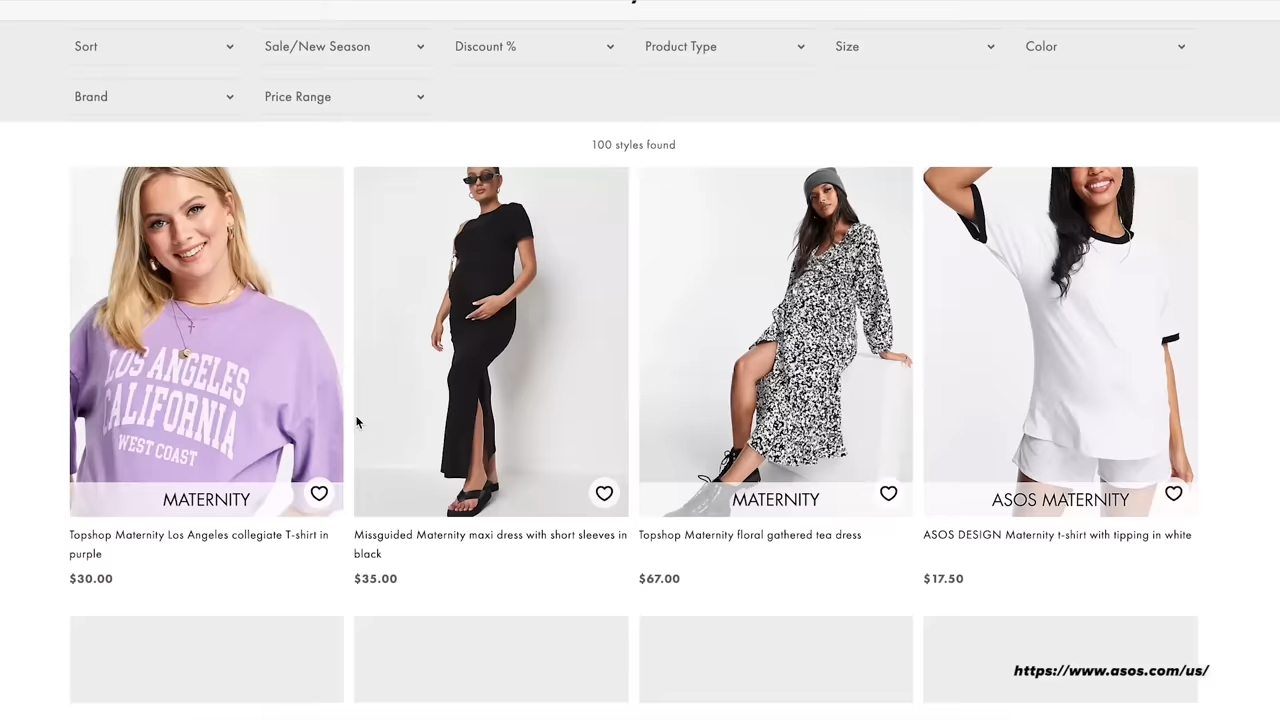 Sort
Sale/New Season
Discount %
Product Type
Size
Color
Brand
Price Range
100 styles found
LOS ANGELES
CALIFORNIA
WEST COAST
MATERNITY
MATERNITY
ASOS MATERNITY
Topshop Maternity Los Angeles collegiate T-shirt in
purple
$30.00
Missguided Maternity maxi dress with short sleeves in
black
$35.00
Topshop Maternity floral gathered tea dress
$67.00
ASOS DESIGN Maternity t-shirt with tipping in white
$17.50
https://www.asos.com/us/